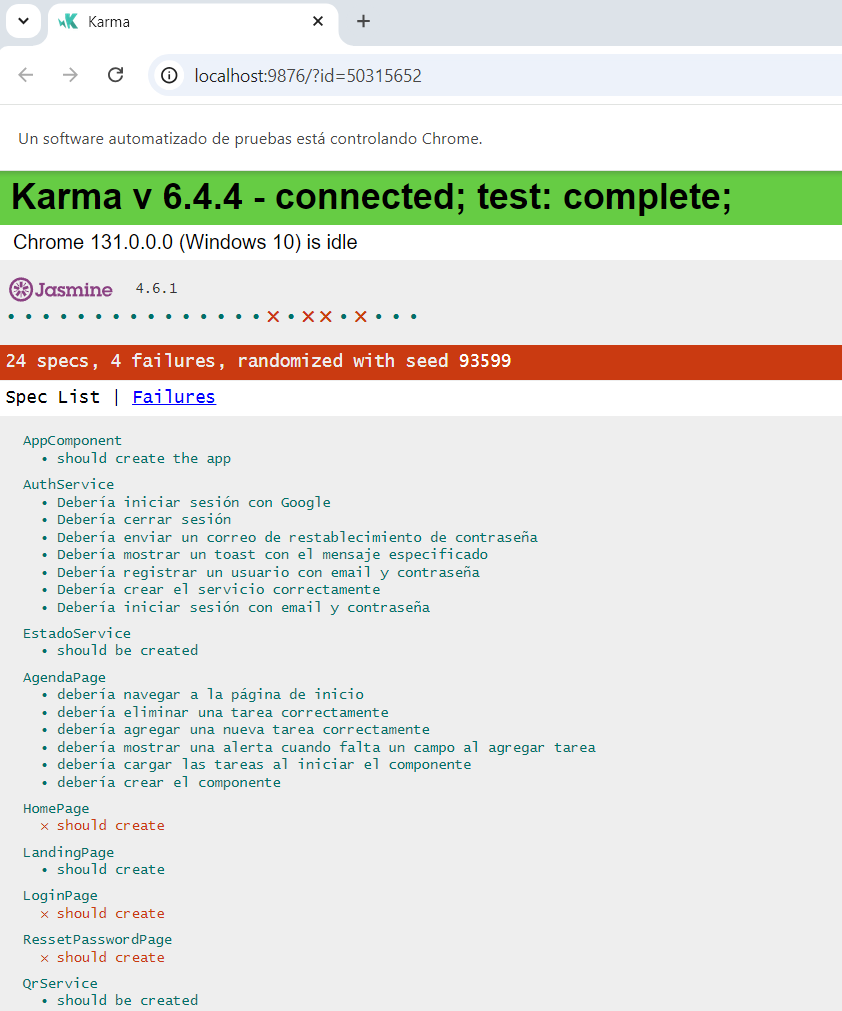 Karma
localhost:9876/?id=50315652
Un software automatizado de pruebas está controlando Chrome.
Karma v 6.4.4 - connected; test: complete;
Chrome 131.0.0.0 (Windows 10) is idle
Jasmine 4.6.1
24 specs, 4 failures, randomized with seed 93599
Spec List | Failures
AppComponent
• should create the app
AuthService
• Debería iniciar sesión con Google
• Debería cerrar sesión
• Debería enviar un correo de restablecimiento de contraseña
• Debería mostrar un toast con el mensaje especificado
• Debería registrar un usuario con email y contraseña
• Debería crear el servicio correctamente
• Debería iniciar sesión con email y contraseña
EstadoService
• should be created
AgendaPage
• debería navegar a la página de inicio
• debería eliminar una tarea correctamente
• debería agregar una nueva tarea correctamente
• debería mostrar una alerta cuando falta un campo al agregar tarea
• debería cargar las tareas al iniciar el componente
• debería crear el componente
HomePage
× should create
LandingPage
• should create
LoginPage
× should create
RessetPasswordPage
× should create
QrService
• should be created